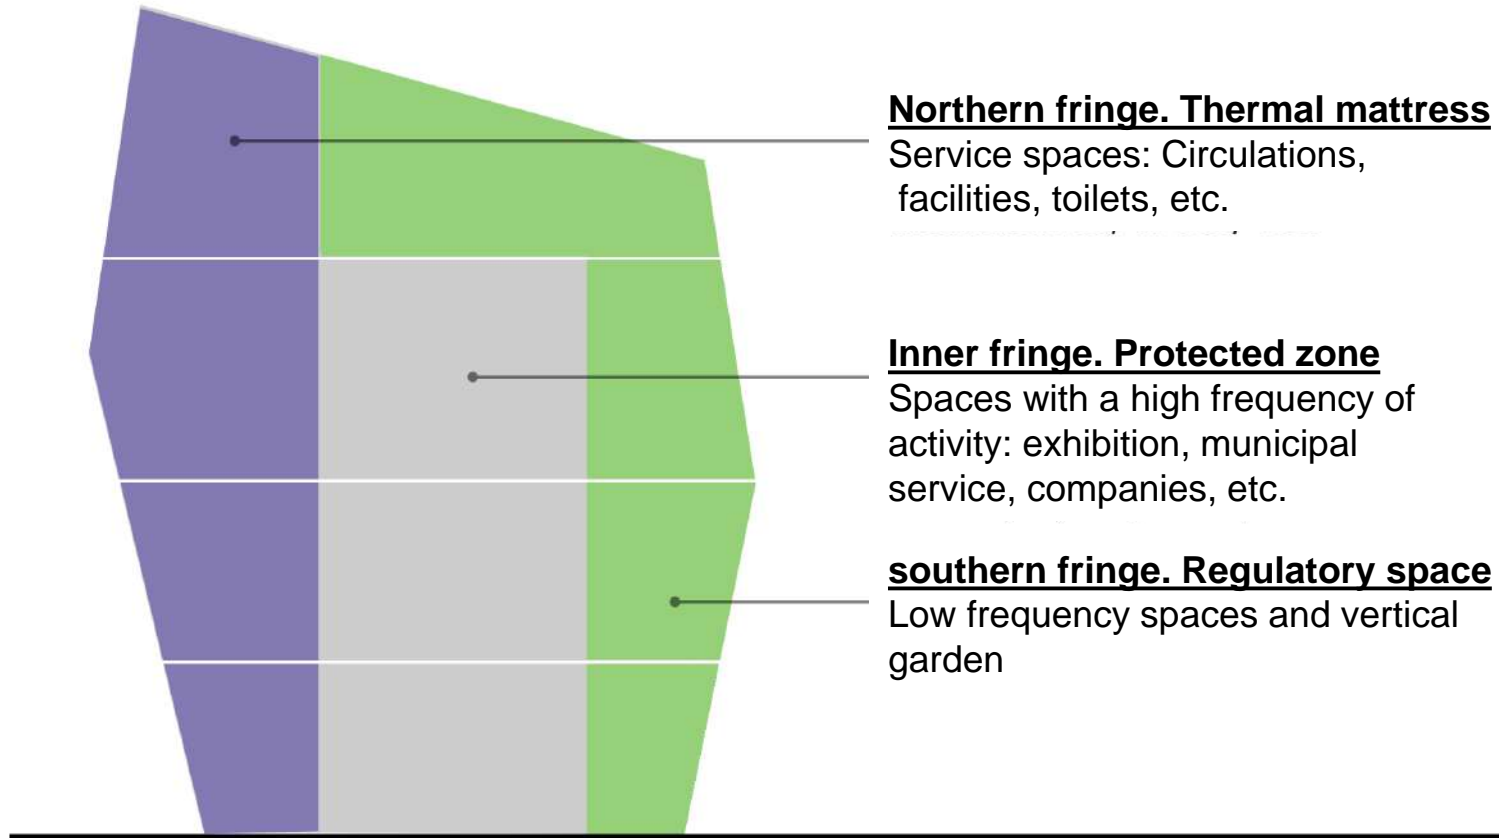 Northern fringe. Thermal mattress
Service spaces: Circulations,
facilities, toilets, etc.
Inner fringe. Protected zone
Spaces with a high frequency of
activity: exhibition, municipal
service, companies, etc.
southern fringe. Regulatory space
Low frequency spaces and vertical
garden